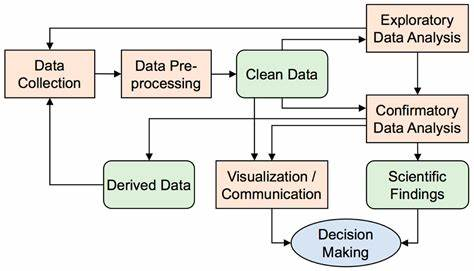 Exploratory
Data Analysis
Data
Collection
Data Pre-
processing
Clean Data
Confirmatory
Data Analysis
Derived Data
Visualization /
Communication
Scientific
Findings
Decision
Making